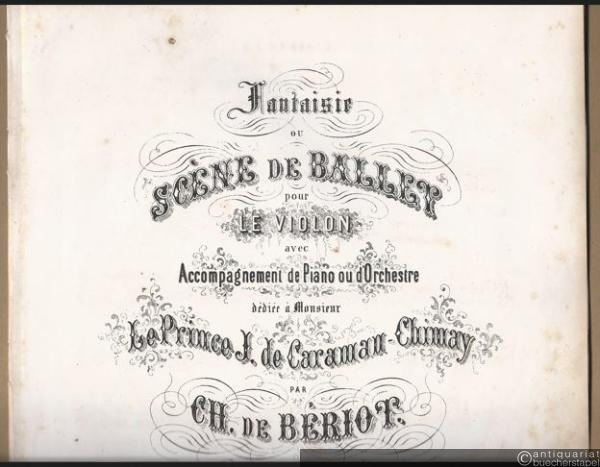 Fantaisie
OU
SCÈNE DE BALLET
pour
LE VIOLON
avec
Accompagnement de Piano ou d'Orchestre
dédiée à Monsieur
Le Prince J. de Caraman-Chimay
PAR
CH. DE BÉRIOT.
antiquariat
buecherstapel